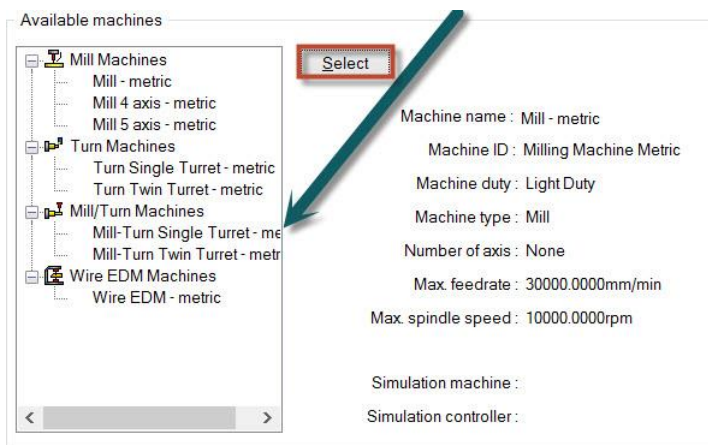 Available machines
Mill Machines
Mill - metric
Mill 4 axis - metric
Mill 5 axis - metric
Turn Machines
Turn Single Turret - metric
Turn Twin Turret - metric
Mill/Turn Machines
Mill-Turn Single Turret - me
Mill-Turn Twin Turret - metr
Wire EDM Machines
Wire EDM - metric
Select
Machine name : Mill - metric
Machine ID : Milling Machine Metric
Machine duty : Light Duty
Machine type : Mill
Number of axis : None
Max. feedrate : 30000.0000mm/min
Max. spindle speed : 10000.0000rpm
Simulation machine :
Simulation controller :